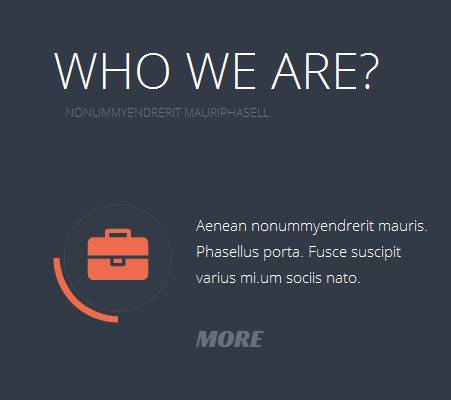 WHO WE ARE?
NONUMMYENDRERIT MAURIPHASELL
Aenean nonummyendrerit mauris.
Phasellus porta. Fusce suscipit
varius mi.um sociis nato.
MORE